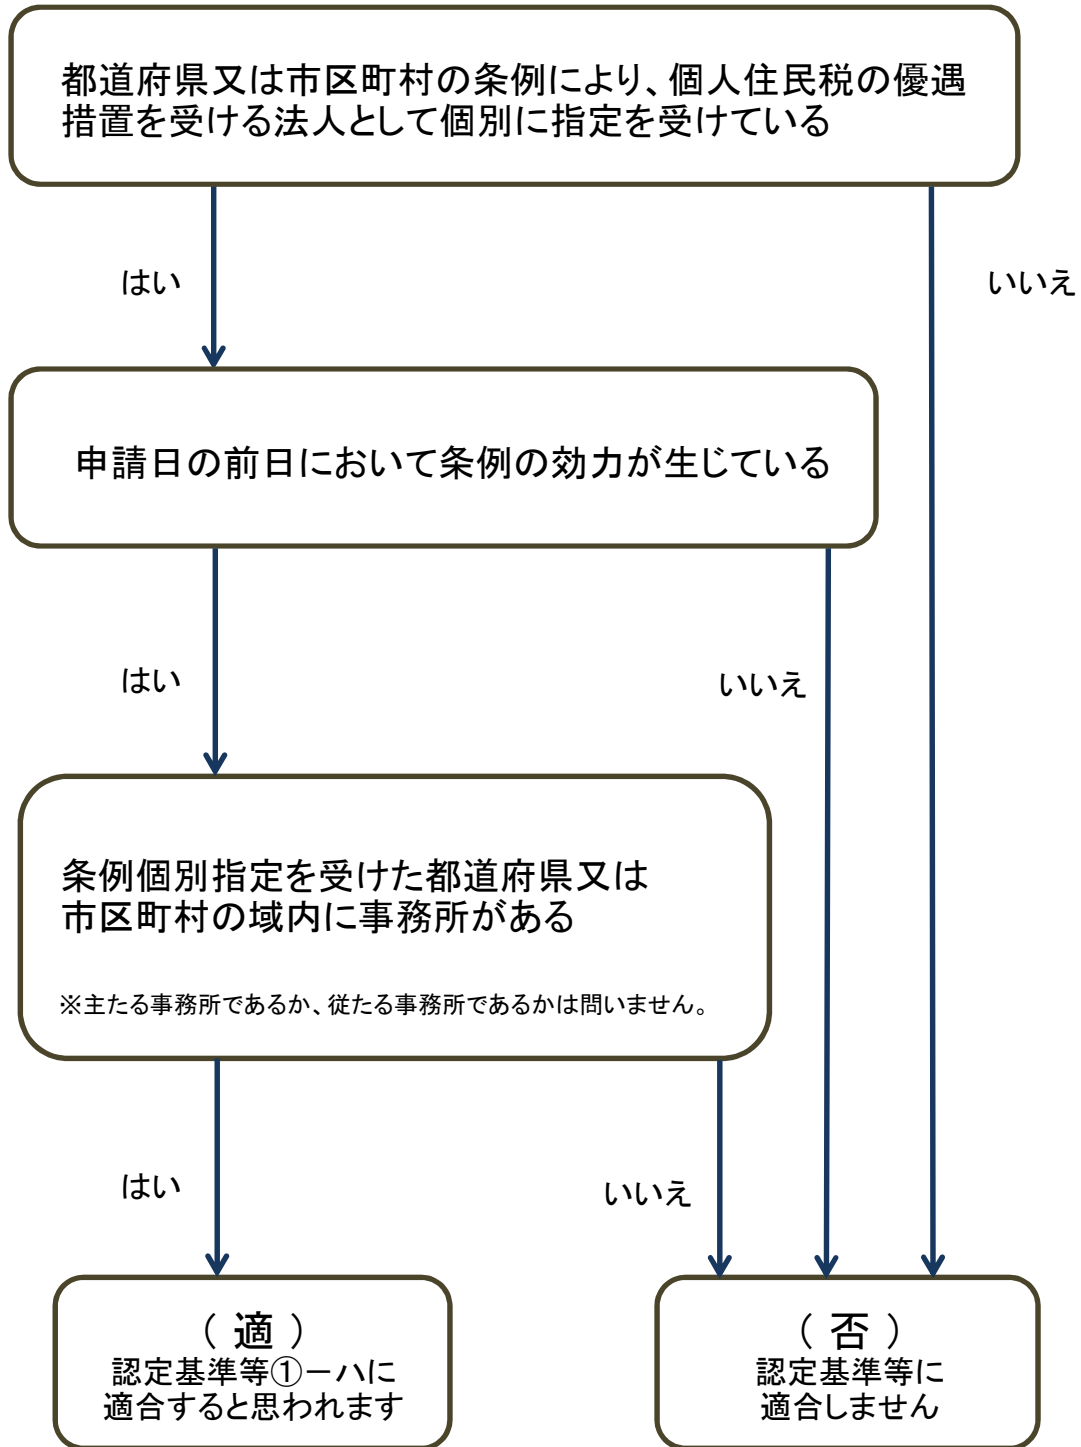 都道府県又は市区町村の条例により、個人住民税の優遇
措置を受ける法人として個別に指定を受けている
はい
いいえ
申請日の前日において条例の効力が生じている
はい
いいえ
条例個別指定を受けた都道府県又は
市区町村の域内に事務所がある
※主たる事務所であるか、従たる事務所であるかは問いません。
はい
いいえ
（ 適 ）
認定基準等①－ハに
適合すると思われます
（ 否 ）
認定基準等に
適合しません